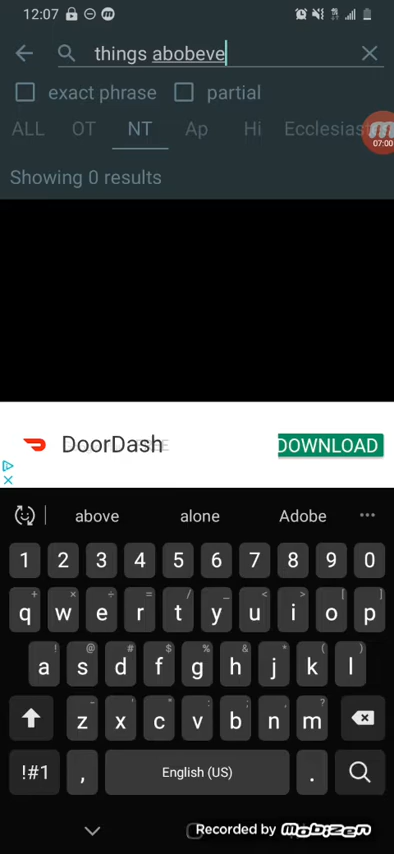 12:07
things abobeve
exact phrase partial
ALL OT NT Ap Hi
07:00
Showing 0 results
DoorDash DOWNLOAD
above alone Adobe
1 2 3 4 5 6 7 8 9 0
+ × ÷ = / _ < > [ ]
q w e r t y u i o p
! @ # $ % ^ & * ( )
a s d f g h j k l
- ' " : ; , ?
z x c v b n m
!#1 , English (US) .
Recorded by mobizen